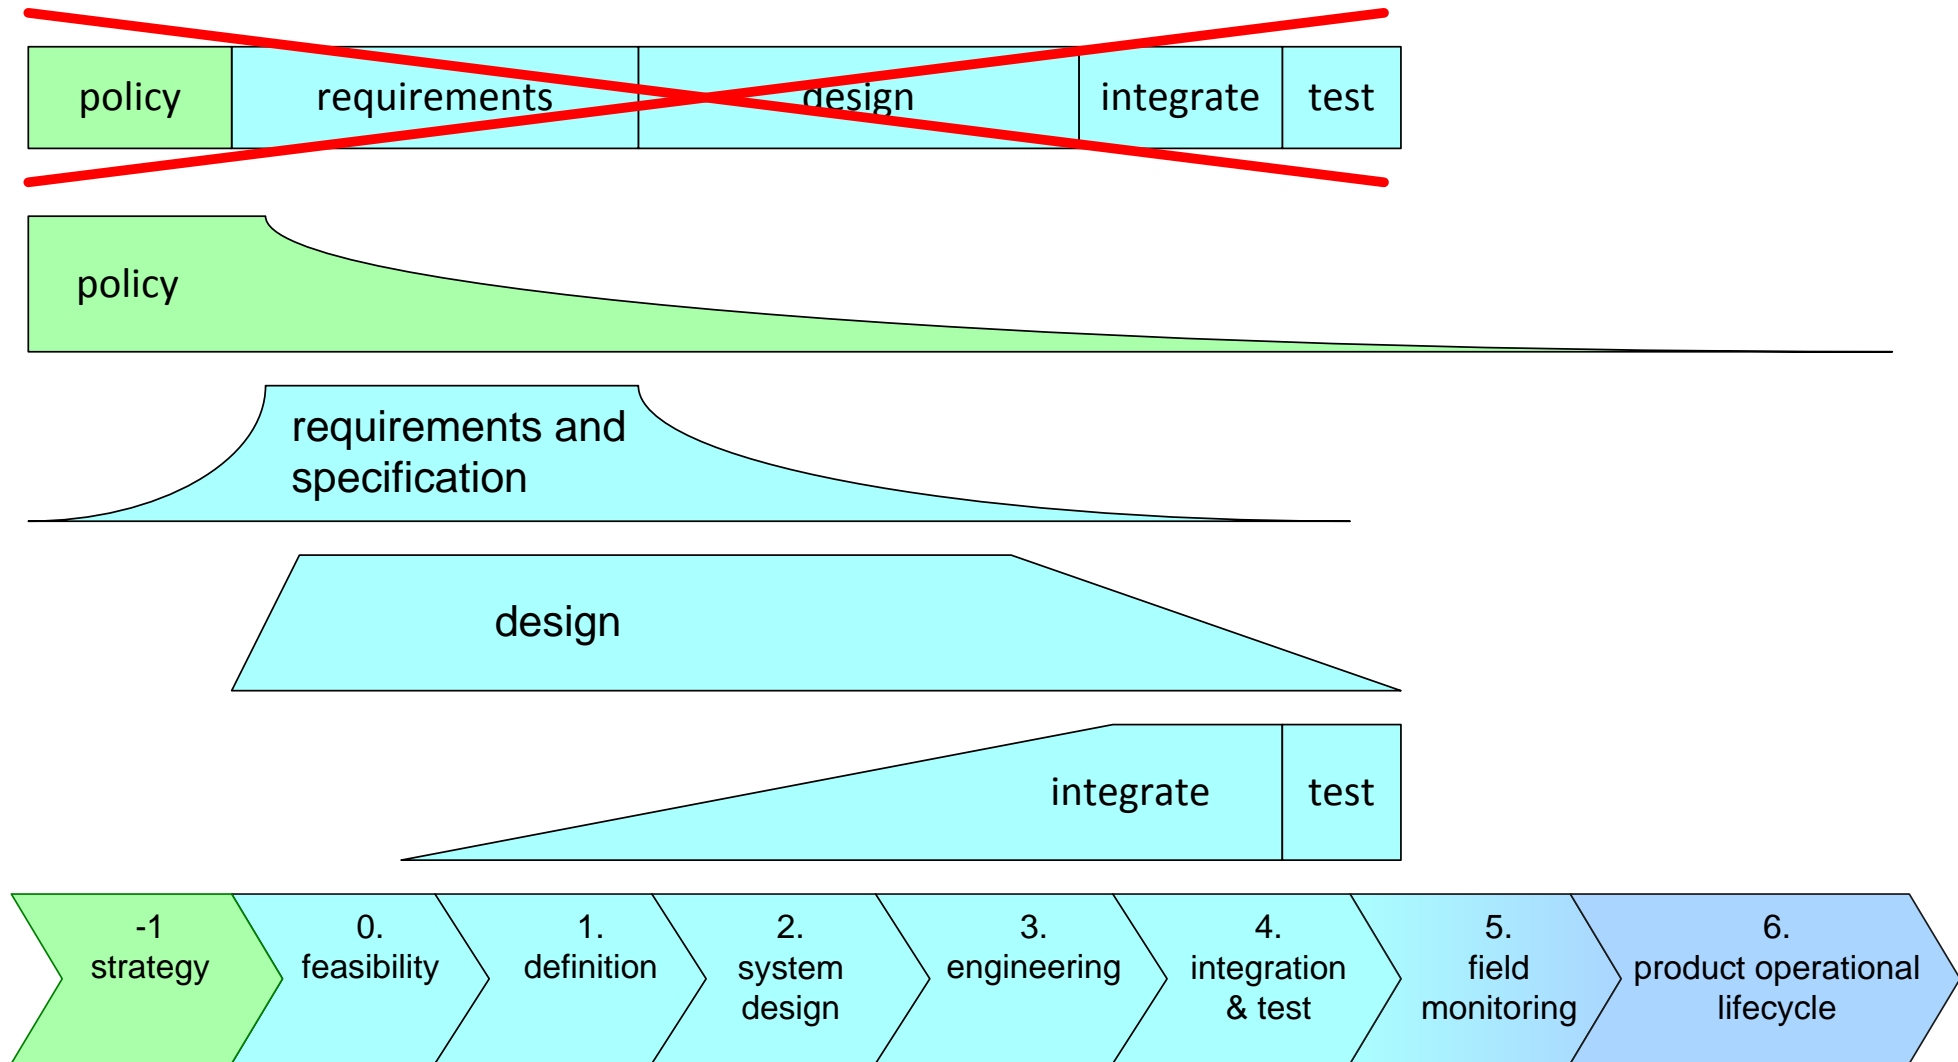 policy
requirements
design
integrate
test
policy
requirements and
specification
design
integrate
test
-1
strategy
0.
feasibility
1.
definition
2.
system
design
3.
engineering
4.
integration
& test
5.
field
monitoring
6.
product operational
lifecycle